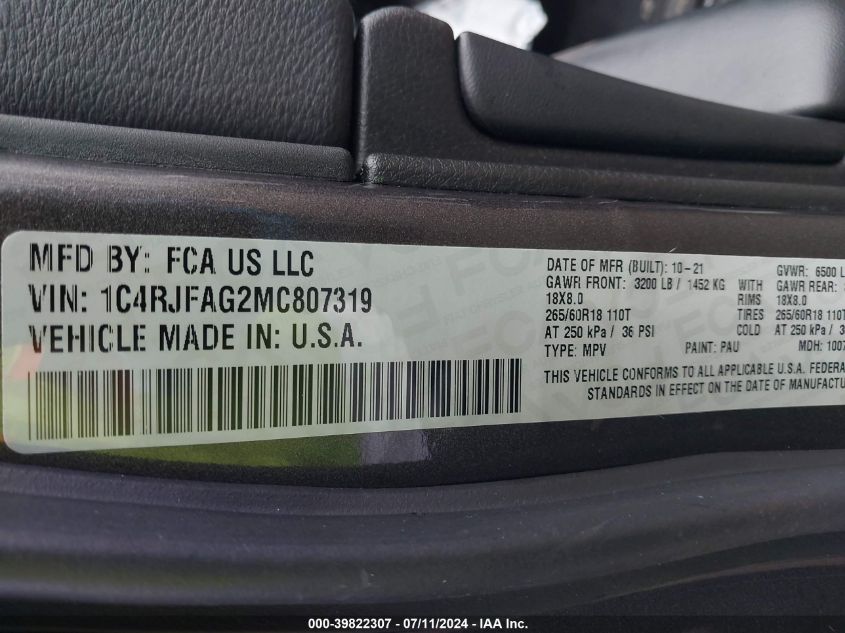 MFD BY: FCA US LLC
VIN: 1C4RJFAG2MC807319
VEHICLE MADE IN: U.S.A.
DATE OF MFR (BUILT): 10-21 GVWR: 6500 L
GAWR FRONT: 3200 LB / 1452 KG WITH GAWR REAR:
18X8.0 RIMS 18X8.0
265/60R18 110T TIRES 265/60R18 110T
AT 250 kPa / 36 PSI COLD AT 250 kPa / 3
TYPE: MPV PAINT: PAU MDH: 1007
THIS VEHICLE CONFORMS TO ALL APPLICABLE U.S.A. FEDERA
STANDARDS IN EFFECT ON THE DATE OF MANUFACTU
000-39822307 - 07/11/2024 - IAA Inc.